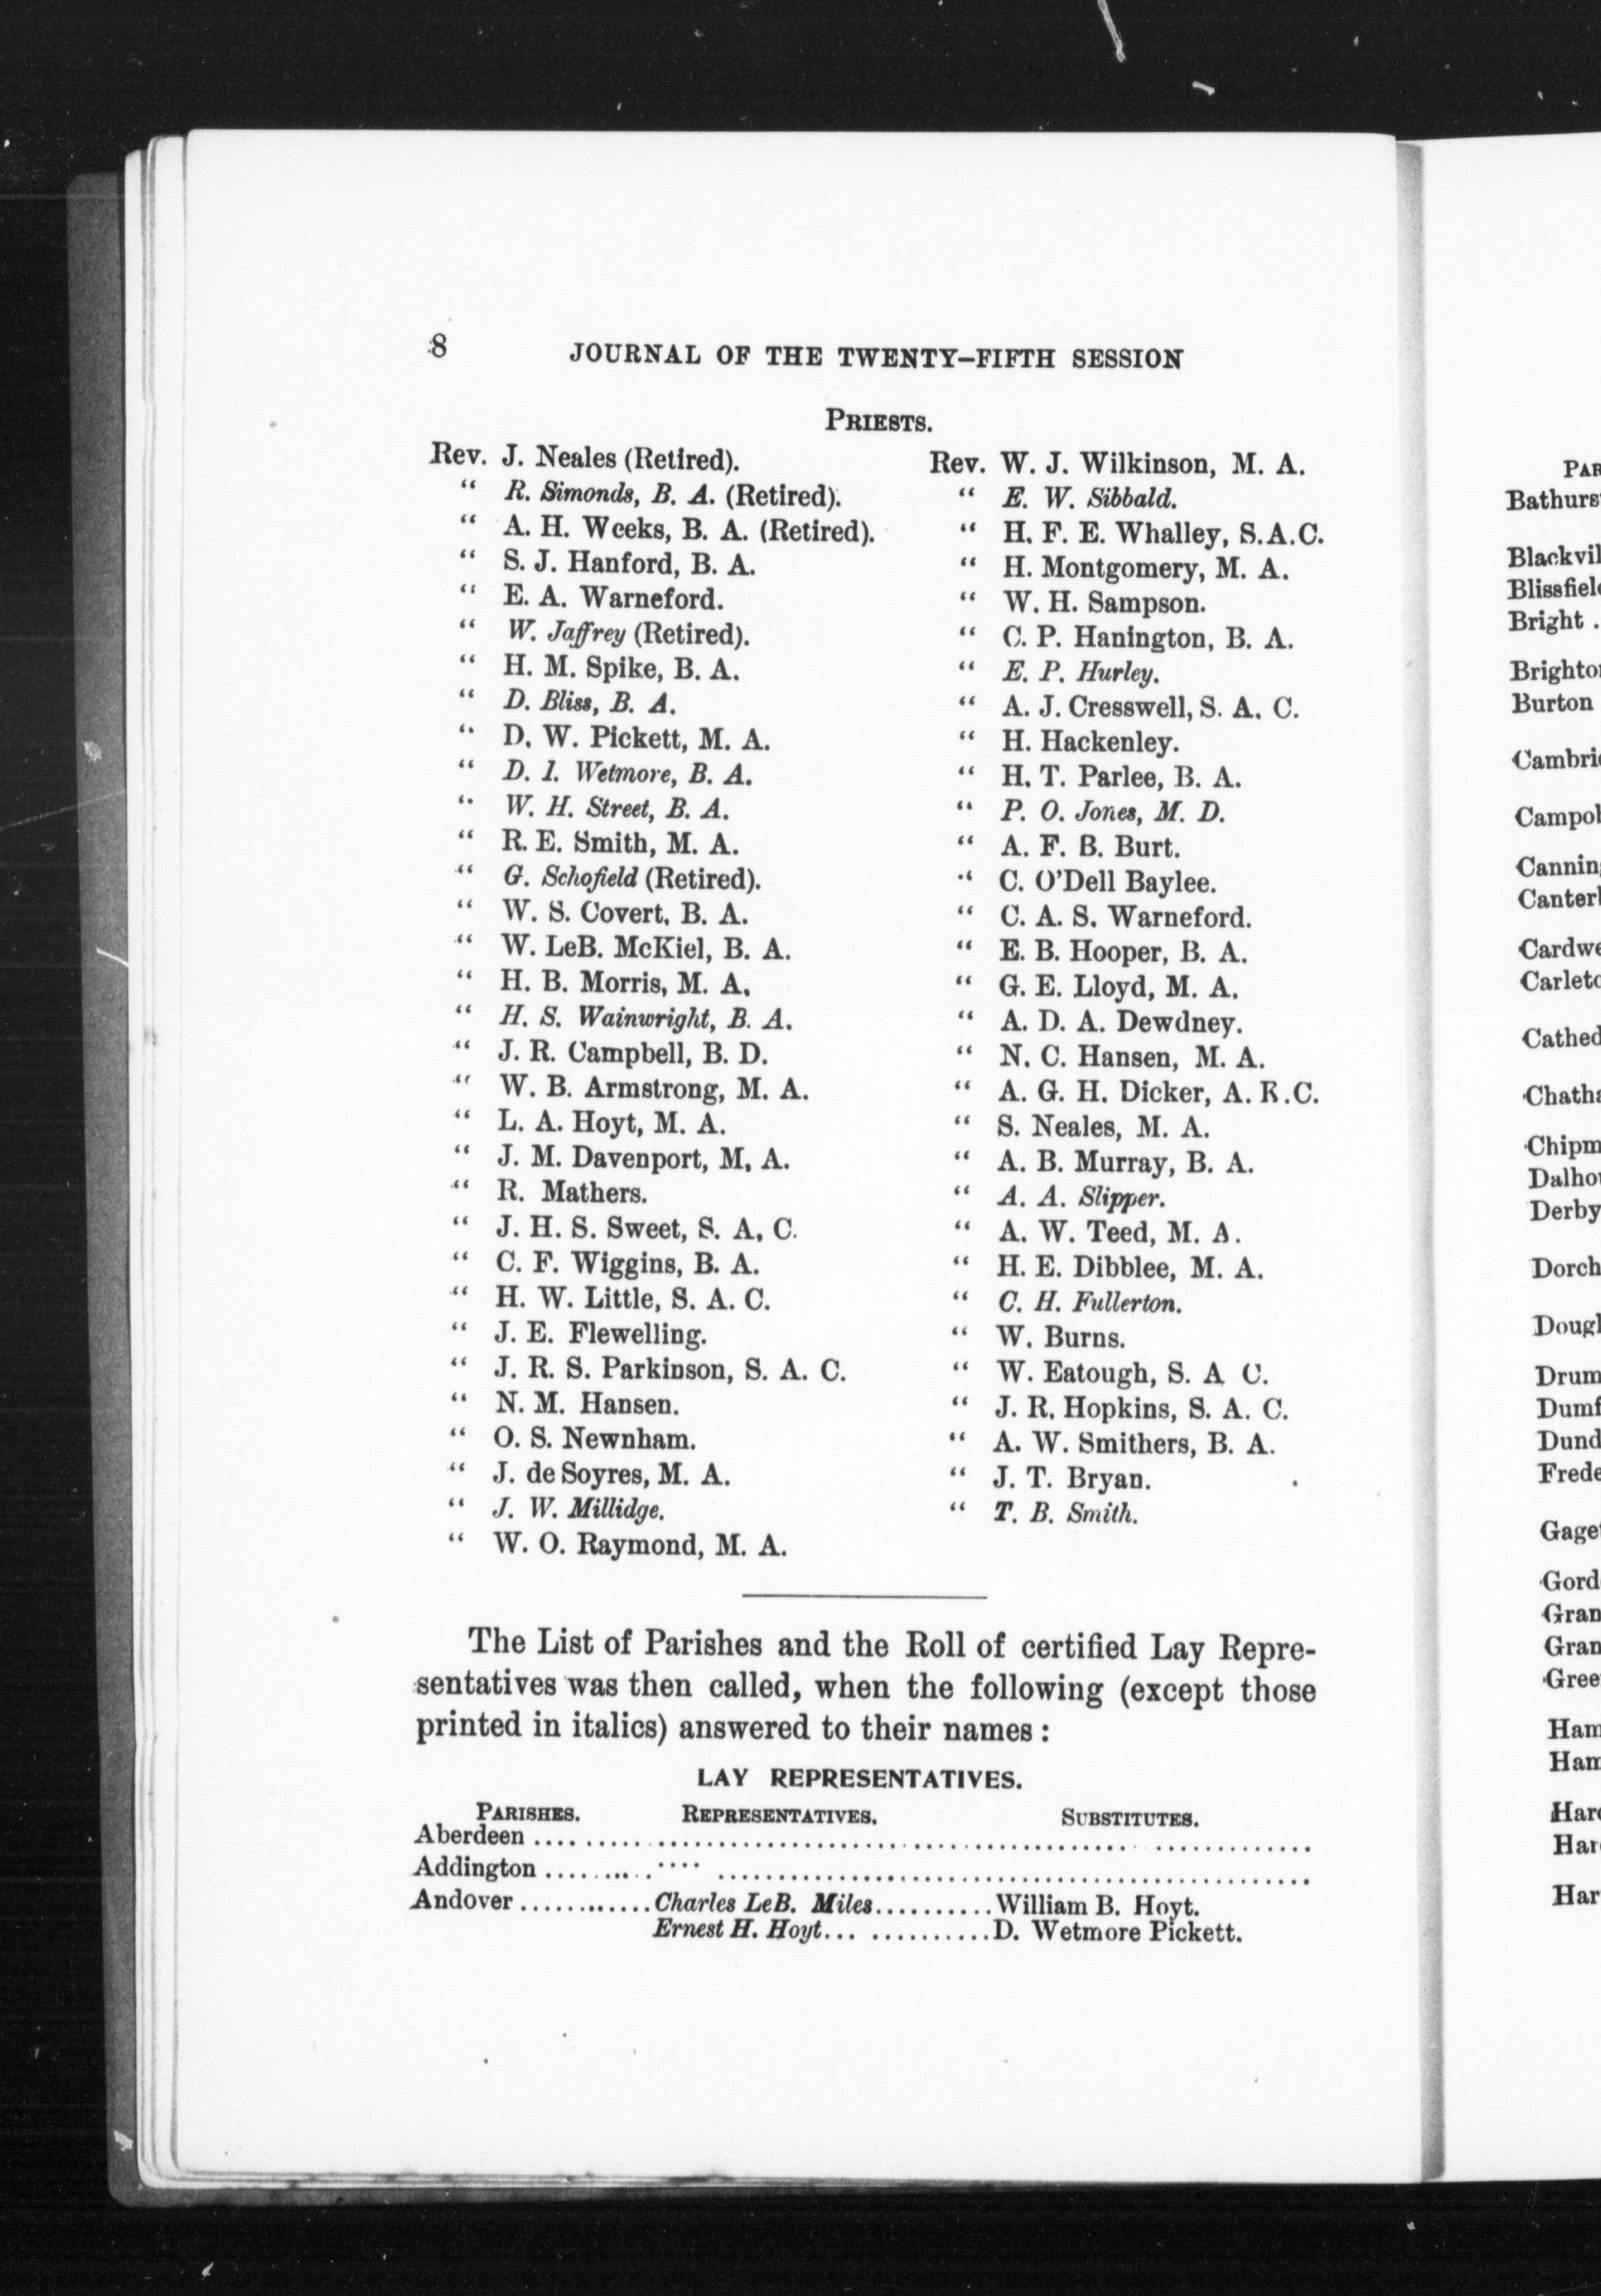 8 JOURNAL OF THE TWENTY-FIFTH SESSION
PRIESTS.
Rev. J. Neales (Retired).
" R. Simonds, B. A. (Retired).
" A. H. Weeks, B. A. (Retired).
" S. J. Hanford, B. A.
" E. A. Warneford.
" W. Jaffrey (Retired).
" H. M. Spike, B. A.
" D. Bliss, B. A.
" D. W. Pickett, M. A.
" D. I. Wetmore, B. A.
" W. H. Street, B. A.
" R. E. Smith, M. A.
" G. Schofield (Retired).
" W. S. Covert, B. A.
" W. LeB. McKiel, B. A.
" H. B. Morris, M. A.
" H. S. Wainwright, B. A.
" J. R. Campbell, B. D.
" W. B. Armstrong, M. A.
" L. A. Hoyt, M. A.
" J. M. Davenport, M. A.
" R. Mathers.
" J. H. S. Sweet, S. A. C.
" C. F. Wiggins, B. A.
" H. W. Little, S. A. C.
" J. E. Flewelling.
" J. R. S. Parkinson, S. A. C.
" N. M. Hansen.
" O. S. Newnham.
" J. de Soyres, M. A.
" J. W. Millidge.
" W. O. Raymond, M. A.
Rev. W. J. Wilkinson, M. A.
" E. W. Sibbald.
" H. F. E. Whalley, S.A.C.
" H. Montgomery, M. A.
" W. H. Sampson.
" C. P. Hanington, B. A.
" E. P. Hurley.
" A. J. Cresswell, S. A. C.
" H. Hackenley.
" H. T. Parlee, B. A.
" P. O. Jones, M. D.
" A. F. B. Burt.
" C. O'Dell Baylee.
" C. A. S. Warneford.
" E. B. Hooper, B. A.
" G. E. Lloyd, M. A.
" A. D. A. Dewdney.
" N. C. Hansen, M. A.
" A. G. H. Dicker, A. K.C.
" S. Neales, M. A.
" A. B. Murray, B. A.
" A. A. Slipper.
" A. W. Teed, M. A.
" H. E. Dibblee, M. A.
" C. H. Fullerton.
" W. Burns.
" W. Eatough, S. A C.
" J. R. Hopkins, S. A. C.
" A. W. Smithers, B. A.
" J. T. Bryan.
" T. B. Smith.
The List of Parishes and the Roll of certified Lay Repre-
sentatives was then called, when the following (except those
printed in italics) answered to their names :
LAY REPRESENTATIVES.
PARISHES. REPRESENTATIVES. SUBSTITUTES.
Aberdeen ....................
Addington ....................
Andover ............ Charles LeB. Miles .......... William B. Hoyt.
Ernest H. Hoyt... ........... D. Wetmore Pickett.
PAR
Bathurs
Blackvil
Blissfiel
Bright .
Brighto
Burton
Cambri
Campol
Cannin
Canter
Cardwe
Carleto
Cathed
Chath
Chipm
Dalho
Derby
Dorch
Dougl
Drum
Dumf
Dund
Frede
Gage
Gord
Gran
Gran
Gree
Ham
Ham
Har
Har
Har